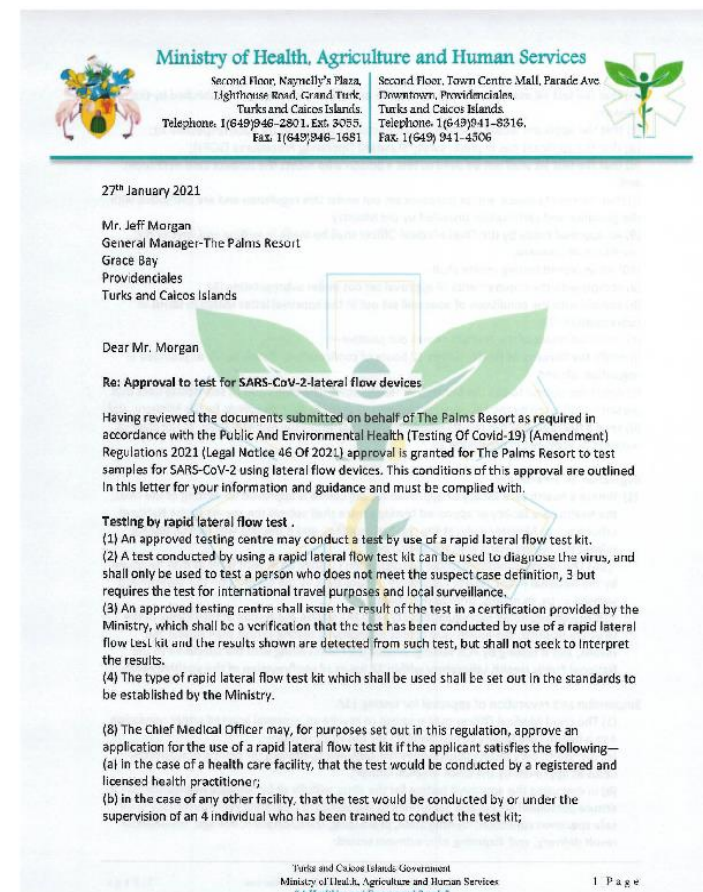 Ministry of Health, Agriculture and Human Services
Second Floor, Naynelly's Plaza,
Lighthouse Road, Grand Turk,
Turks and Caicos Islands.
Telephone. 1(649)946-2801. Ext. 3055.
Fax. 1(649)946-1681
Second Floor, Town Centre Mall, Parade Ave
Downtown, Providenciales,
Turks and Caicos Islands.
Telephone. 1(649)941-8316.
Fax. 1(649) 941-4506
27th January 2021
Mr. Jeff Morgan
General Manager-The Palms Resort
Grace Bay
Providenciales
Turks and Caicos Islands
Dear Mr. Morgan
Re: Approval to test for SARS-CoV-2-lateral flow devices
Having reviewed the documents submitted on behalf of The Palms Resort as required in
accordance with the Public And Environmental Health (Testing Of Covid-19) (Amendment)
Regulations 2021 (Legal Notice 46 Of 2021) approval is granted for The Palms Resort to test
samples for SARS-CoV-2 using lateral flow devices. This conditions of this approval are outlined
in this letter for your information and guidance and must be complied with.
Testing by rapid lateral flow test .
(1) An approved testing centre may conduct a test by use of a rapid lateral flow test kit.
(2) A test conducted by using a rapid lateral flow test kit can be used to diagnose the virus, and
shall only be used to test a person who does not meet the suspect case definition, 3 but
requires the test for international travel purposes and local surveillance.
(3) An approved testing centre shall issue the result of the test in a certification provided by the
Ministry, which shall be a verification that the test has been conducted by use of a rapid lateral
flow test kit and the results shown are detected from such test, but shall not seek to interpret
the results.
(4) The type of rapid lateral flow test kit which shall be used shall be set out in the standards to
be established by the Ministry.
(8) The Chief Medical Officer may, for purposes set out in this regulation, approve an
application for the use of a rapid lateral flow test kit if the applicant satisfies the following—
(a) in the case of a health care facility, that the test would be conducted by a registered and
licensed health practitioner;
(b) in the case of any other facility, that the test would be conducted by or under the
supervision of an 4 individual who has been trained to conduct the test kit;
Turks and Caicos Islands Government
Ministry of Health, Agriculture and Human Services
1 Page